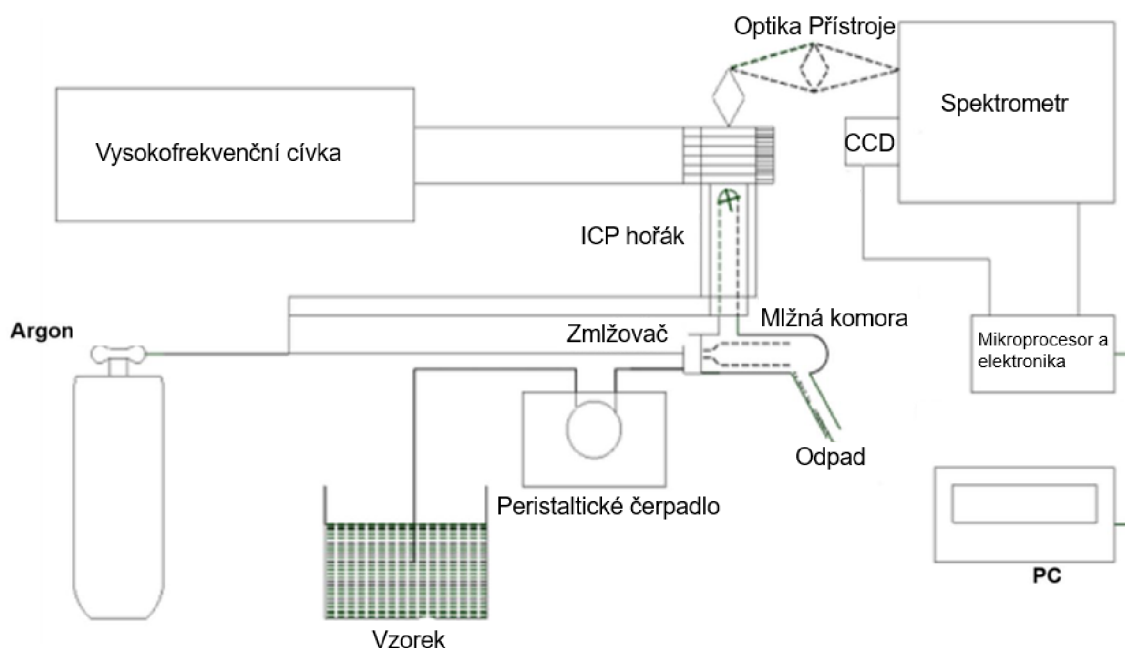 Optika Přístroje
Spektrometr
Vysokofrekvenční cívka
CCD
ICP hořák
Argon
Zmlžovač
Mlžná komora
Mikroprocesor a
elektronika
Odpad
Peristaltické čerpadlo
PC
Vzorek